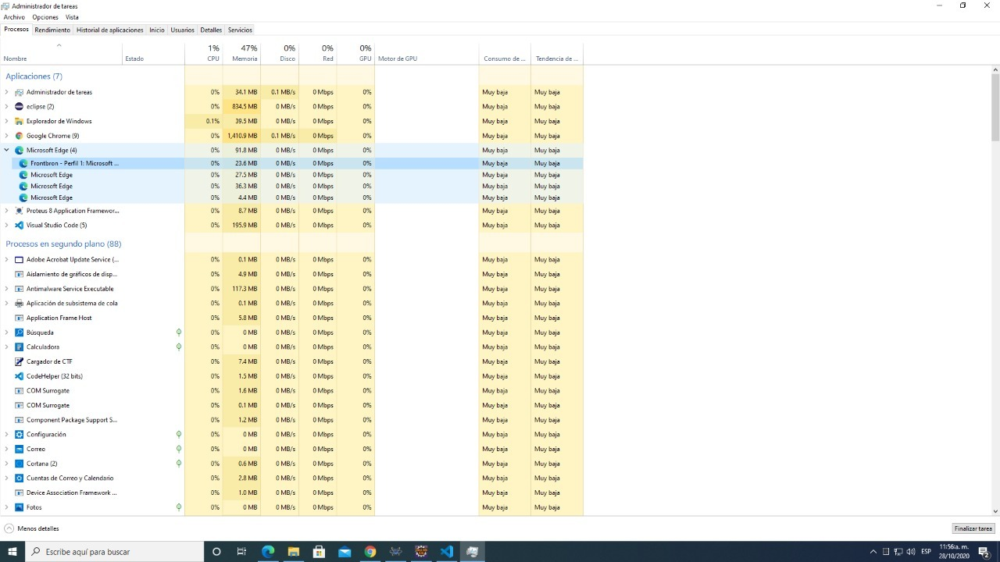 Administrador de tareas
Archivo Opciones Vista
Procesos Rendimiento Historial de aplicaciones Inicio Usuarios Detalles Servicios
1% 47% 0% 0% 0%
Nombre Estado CPU Memoria Disco Red GPU Motor de GPU Consumo de ... Tendencia de ...
Aplicaciones (7)
Administrador de tareas 0% 34.1 MB 0.1 MB/s 0 Mbps 0% Muy baja Muy baja
eclipse (2) 0% 834.5 MB 0 MB/s 0 Mbps 0% Muy baja Muy baja
Explorador de Windows 0.1% 39.5 MB 0 MB/s 0 Mbps 0% Muy baja Muy baja
Google Chrome (9) 0% 1,410.9 MB 0.1 MB/s 0 Mbps 0% Muy baja Muy baja
Microsoft Edge (4) 0% 91.8 MB 0 MB/s 0 Mbps 0% Muy baja Muy baja
Frontbron - Perfil 1: Microsoft ... 0% 23.6 MB 0 MB/s 0 Mbps 0% Muy baja Muy baja
Microsoft Edge 0% 27.5 MB 0 MB/s 0 Mbps 0% Muy baja Muy baja
Microsoft Edge 0% 36.3 MB 0 MB/s 0 Mbps 0% Muy baja Muy baja
Microsoft Edge 0% 4.4 MB 0 MB/s 0 Mbps 0% Muy baja Muy baja
Proteus 8 Application Framewor... 0% 8.7 MB 0 MB/s 0 Mbps 0% Muy baja Muy baja
Visual Studio Code (5) 0% 195.9 MB 0 MB/s 0 Mbps 0% Muy baja Muy baja
Procesos en segundo plano (88)
Adobe Acrobat Update Service (... 0% 0.1 MB 0 MB/s 0 Mbps 0% Muy baja Muy baja
Aislamiento de gráficos de disp... 0% 4.9 MB 0 MB/s 0 Mbps 0% Muy baja Muy baja
Antimalware Service Executable 0% 117.3 MB 0 MB/s 0 Mbps 0% Muy baja Muy baja
Aplicación de subsistema de cola 0% 0.1 MB 0 MB/s 0 Mbps 0% Muy baja Muy baja
Application Frame Host 0% 5.8 MB 0 MB/s 0 Mbps 0% Muy baja Muy baja
Búsqueda 0% 0 MB 0 MB/s 0 Mbps 0% Muy baja Muy baja
Calculadora 0% 0 MB 0 MB/s 0 Mbps 0% Muy baja Muy baja
Cargador de CTF 0% 7.4 MB 0 MB/s 0 Mbps 0% Muy baja Muy baja
CodeHelper (32 bits) 0% 1.5 MB 0 MB/s 0 Mbps 0% Muy baja Muy baja
COM Surrogate 0% 1.6 MB 0 MB/s 0 Mbps 0% Muy baja Muy baja
COM Surrogate 0% 0.1 MB 0 MB/s 0 Mbps 0% Muy baja Muy baja
Component Package Support S... 0% 1.2 MB 0 MB/s 0 Mbps 0% Muy baja Muy baja
Configuración 0% 0 MB 0 MB/s 0 Mbps 0% Muy baja Muy baja
Correo 0% 0 MB 0 MB/s 0 Mbps 0% Muy baja Muy baja
Cortana (2) 0% 0.6 MB 0 MB/s 0 Mbps 0% Muy baja Muy baja
Cuentas de Correo y Calendario 0% 2.8 MB 0 MB/s 0 Mbps 0% Muy baja Muy baja
Device Association Framework ... 0% 1.0 MB 0 MB/s 0 Mbps 0% Muy baja Muy baja
Fotos 0% 0 MB 0 MB/s 0 Mbps 0% Muy baja Muy baja
Menos detalles Finalizar tarea
Escribe aquí para buscar ESP 11:56a. m.
28/10/2020 2